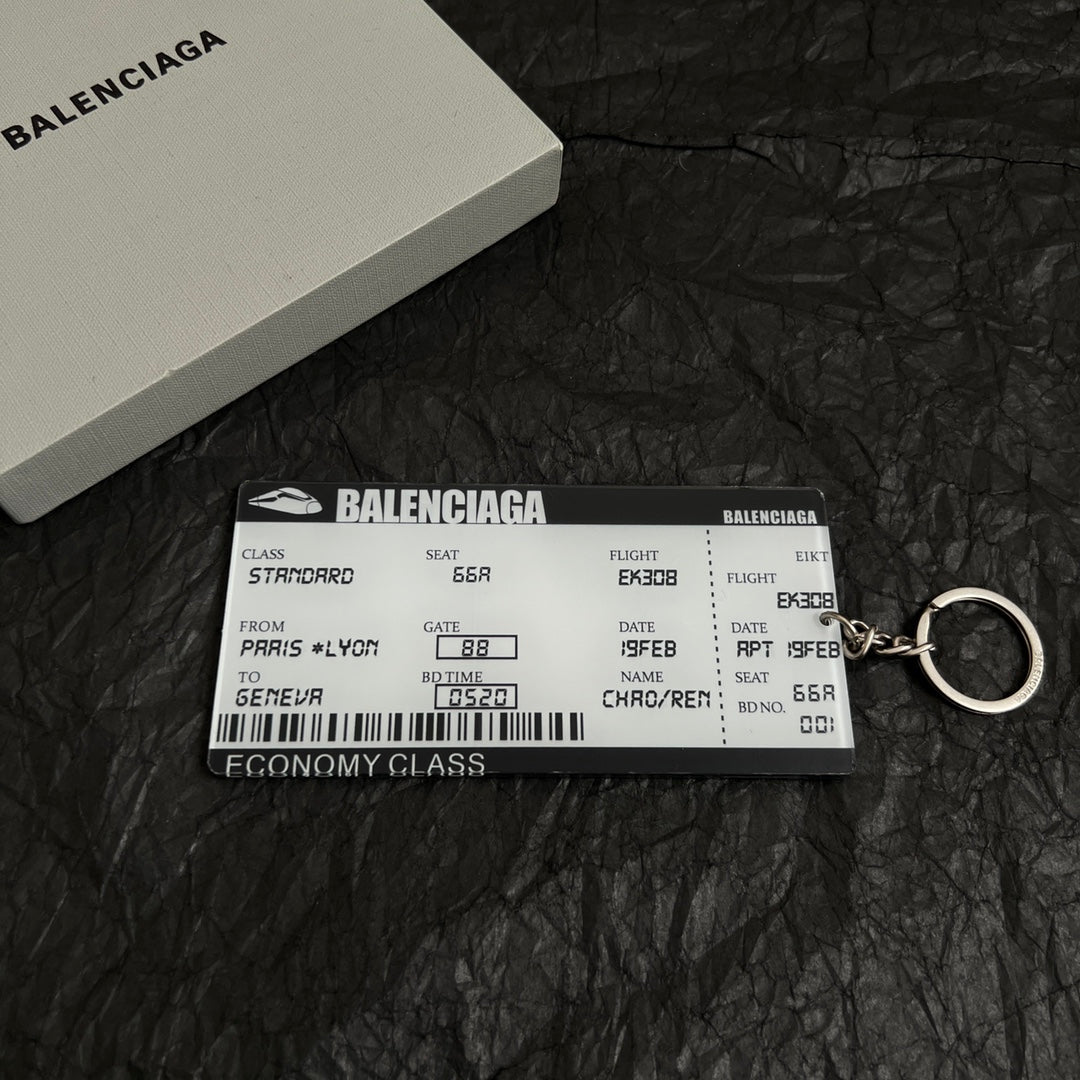 BALENCIAGA
BALENCIAGA
BALENCIAGA
CLASS SEAT FLIGHT
STANDARD 66A EK308
FROM GATE DATE
PARIS *LYON 88 19FEB
TO BD TIME NAME
GENEVA 0520 CHAO/REN
ECONOMY CLASS
EIKT
FLIGHT
EK308
DATE
APT 19FEB
SEAT
66A
BD NO.
001
BALENCIAGA